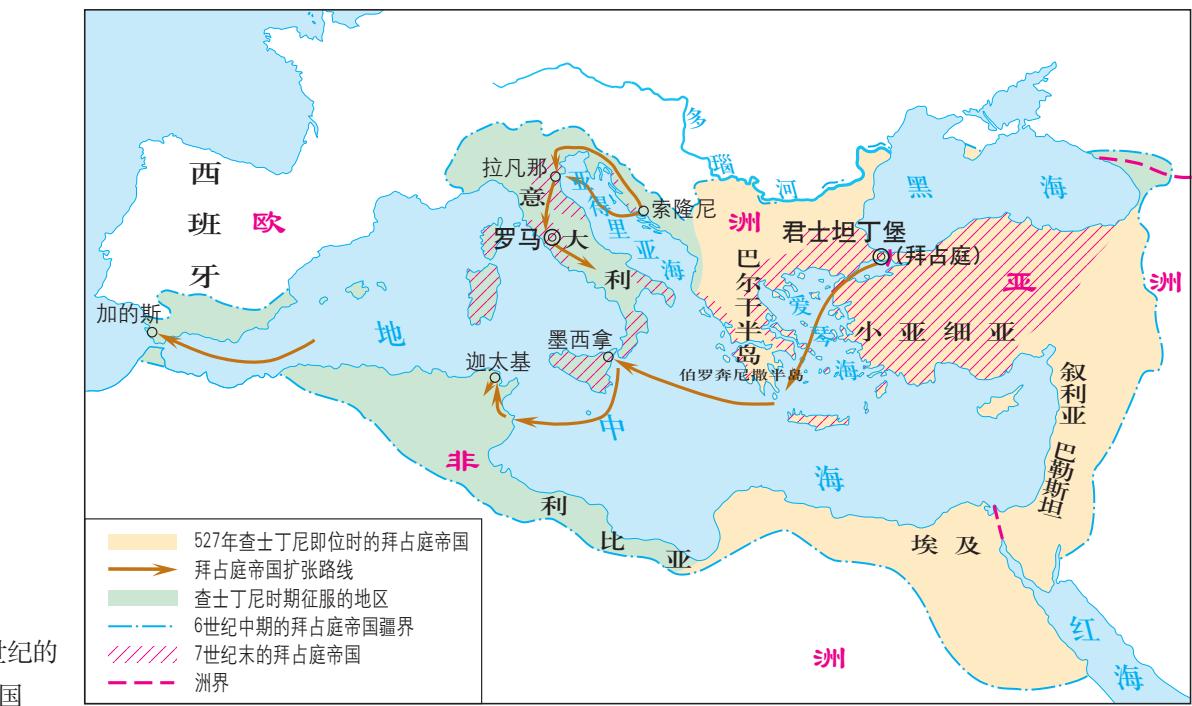 多
瑙
河
西
班
牙
欧
洲
拉凡那
意
大
利
罗马
索隆尼
亚
得
里
亚
海
黑
海
君士坦丁堡
(拜占庭)
巴
尔
干
半
岛
爱
琴
海
亚
洲
小亚细亚
加的斯
地
中
海
墨西拿
迦太基
伯罗奔尼撒半岛
叙
利
亚
巴
勒
斯
坦
非
洲
利
比
亚
埃及
红
海
527年查士丁尼即位时的拜占庭帝国
拜占庭帝国扩张路线
查士丁尼时期征服的地区
6世纪中期的拜占庭帝国疆界
7世纪末的拜占庭帝国
洲界
世纪的
国